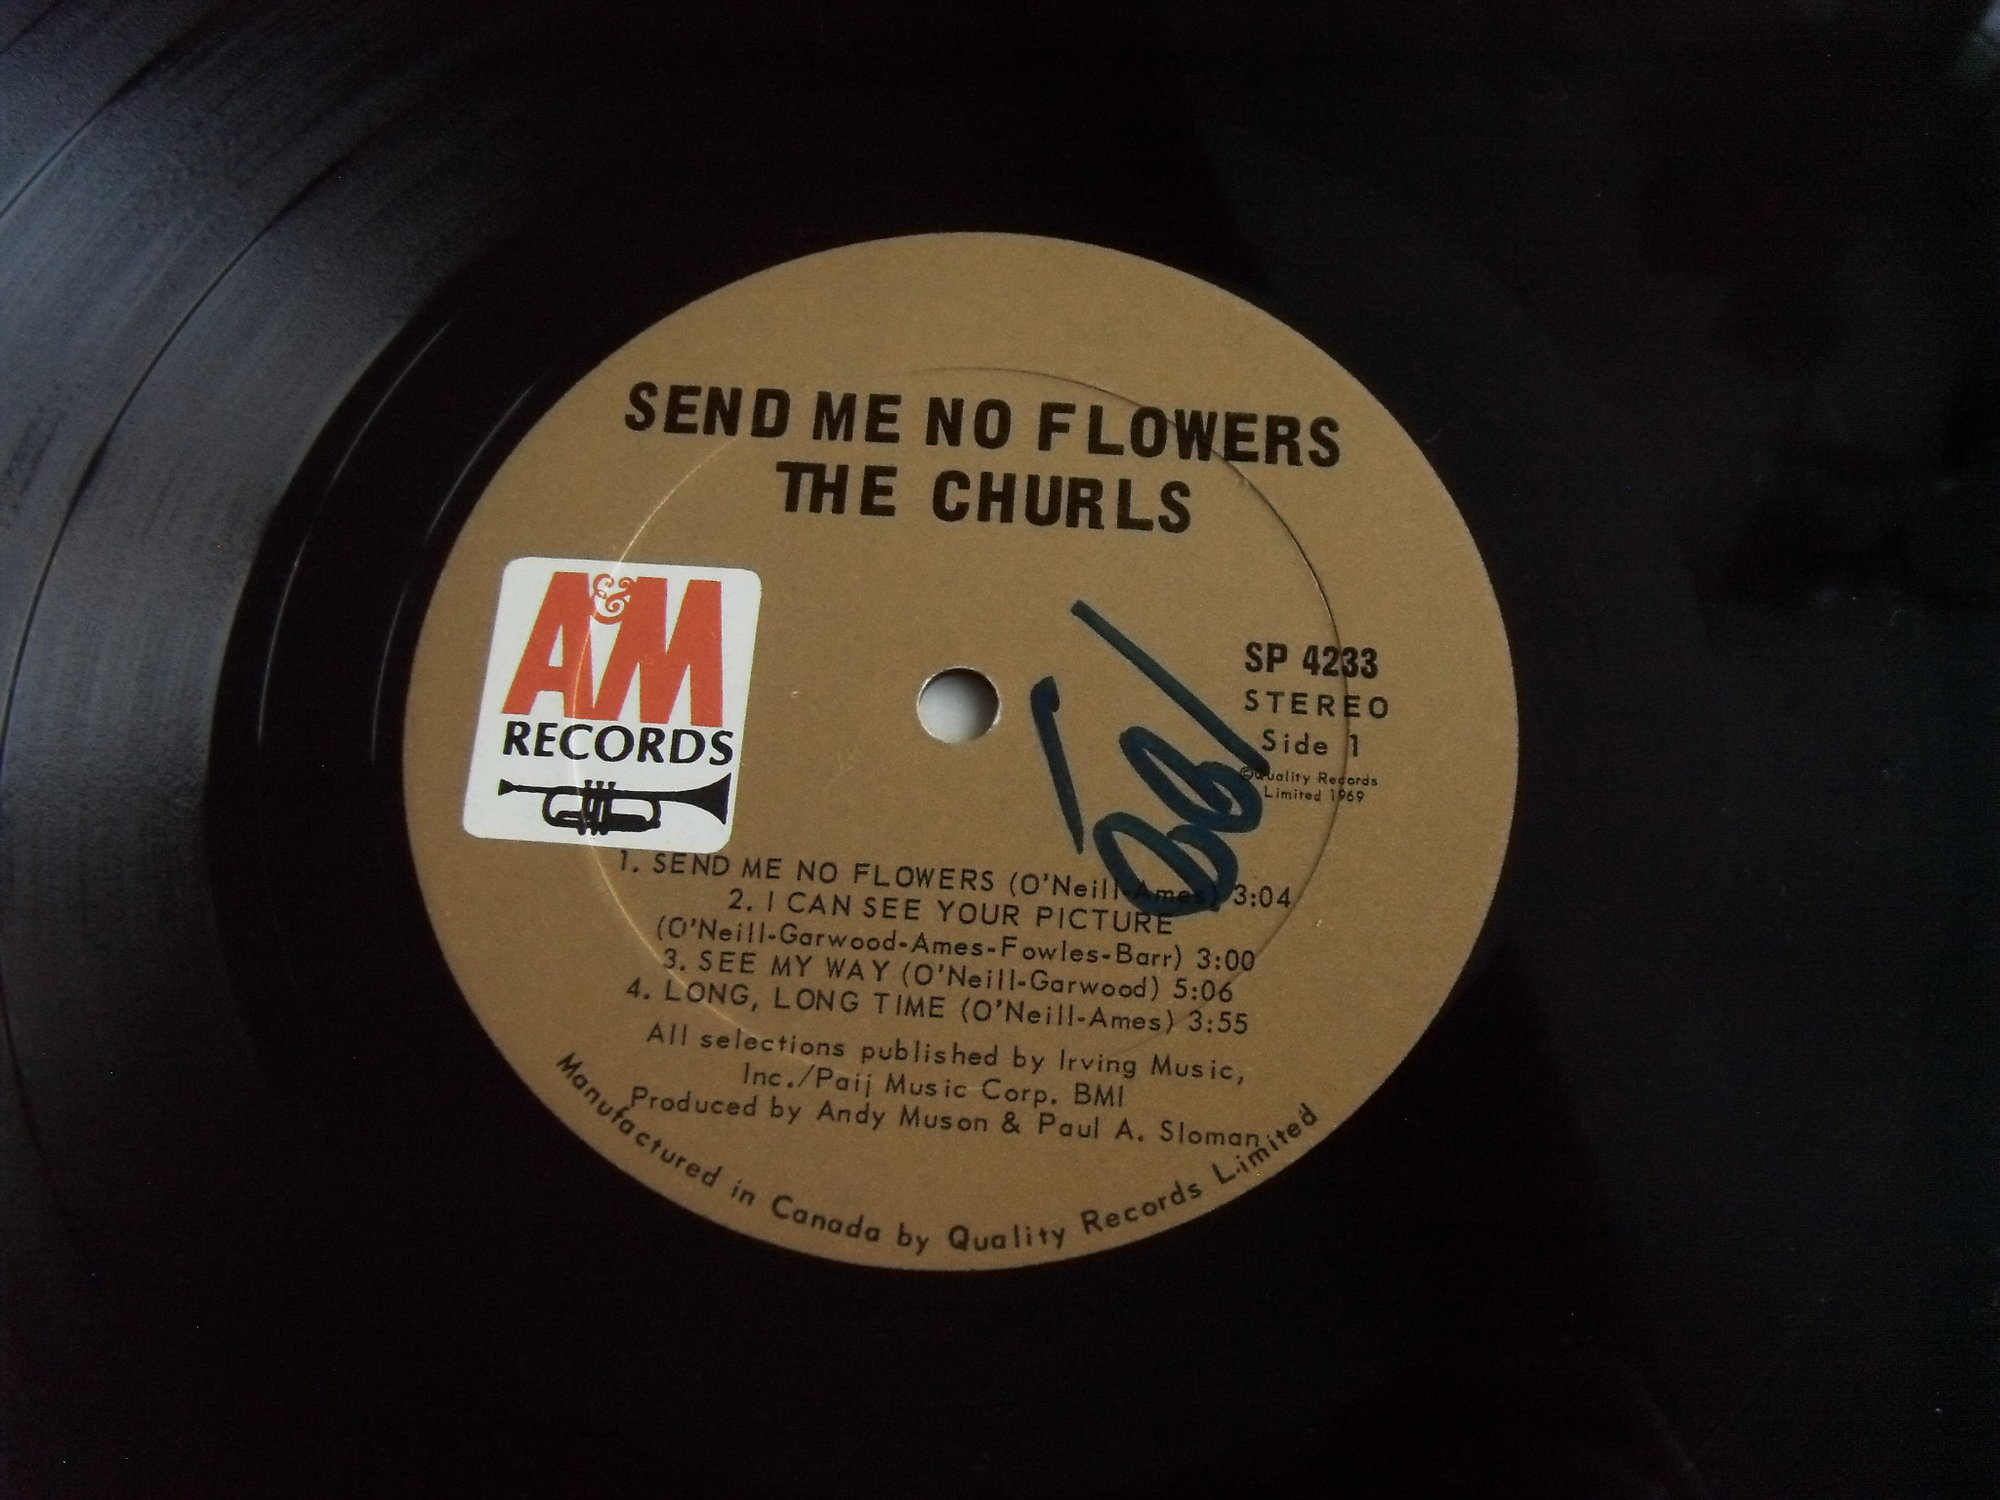 SEND ME NO FLOWERS
THE CHURLS
A&M
RECORDS
SP 4233
STEREO
Side 1
©Quality Records
Limited 1969
1. SEND ME NO FLOWERS (O'Neill-Ames) 3:04
2. I CAN SEE YOUR PICTURE
(O'Neill-Garwood-Ames-Fowles-Barr) 3:00
3. SEE MY WAY (O'Neill-Garwood) 5:06
4. LONG, LONG TIME (O'Neill-Ames) 3:55
All selections published by Irving Music,
Inc./Paij Music Corp. BMI
Produced by Andy Muson & Paul A. Sloman
Manufactured in Canada by Quality Records Limited